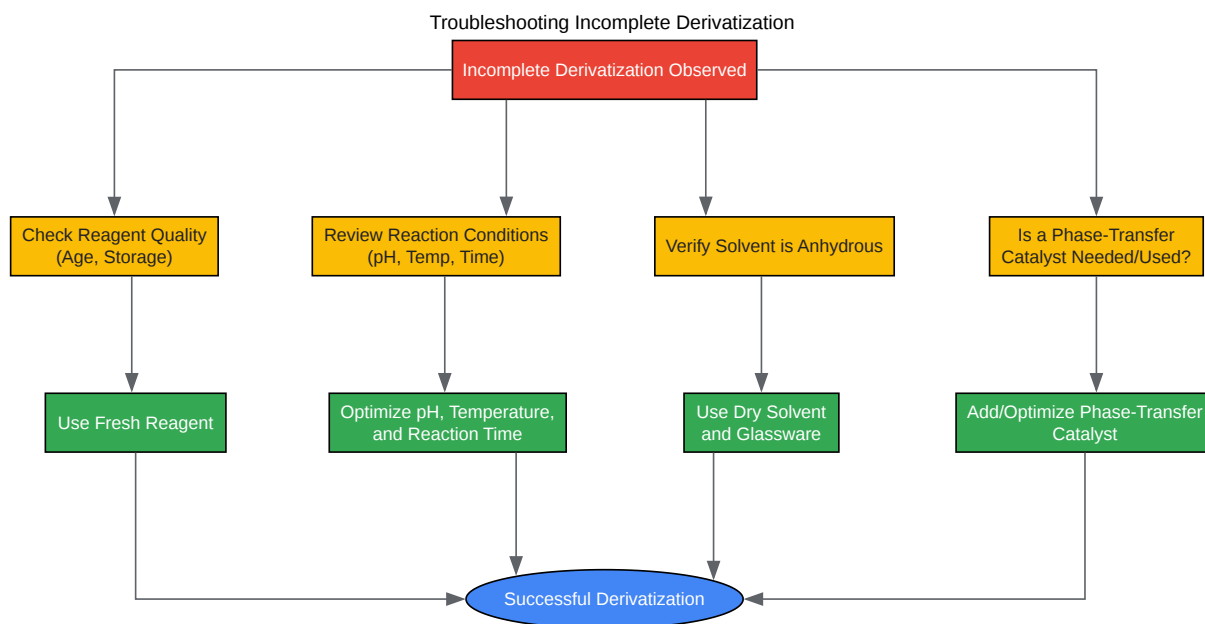 Troubleshooting Incomplete Derivatization
Incomplete Derivatization Observed
Check Reagent Quality
(Age, Storage)
Review Reaction Conditions
(pH, Temp, Time)
Verify Solvent is Anhydrous
Is a Phase-Transfer
Catalyst Needed/Used?
Use Fresh Reagent
Optimize pH, Temperature,
and Reaction Time
Use Dry Solvent
and Glassware
Add/Optimize Phase-Transfer
Catalyst
Successful Derivatization